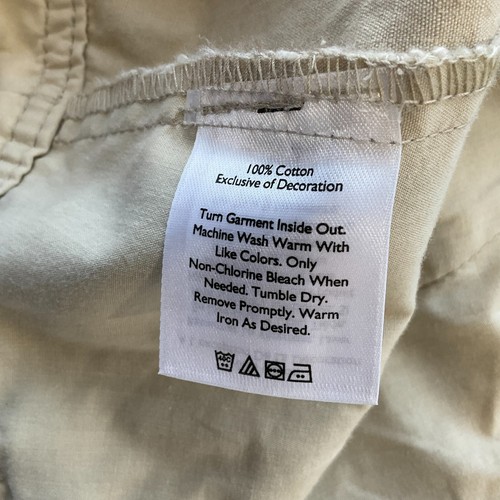 100% Cotton
Exclusive of Decoration
Turn Garment Inside Out.
Machine Wash Warm With
Like Colors. Only
Non-Chlorine Bleach When
Needed. Tumble Dry.
Remove Promptly. Warm
Iron As Desired.